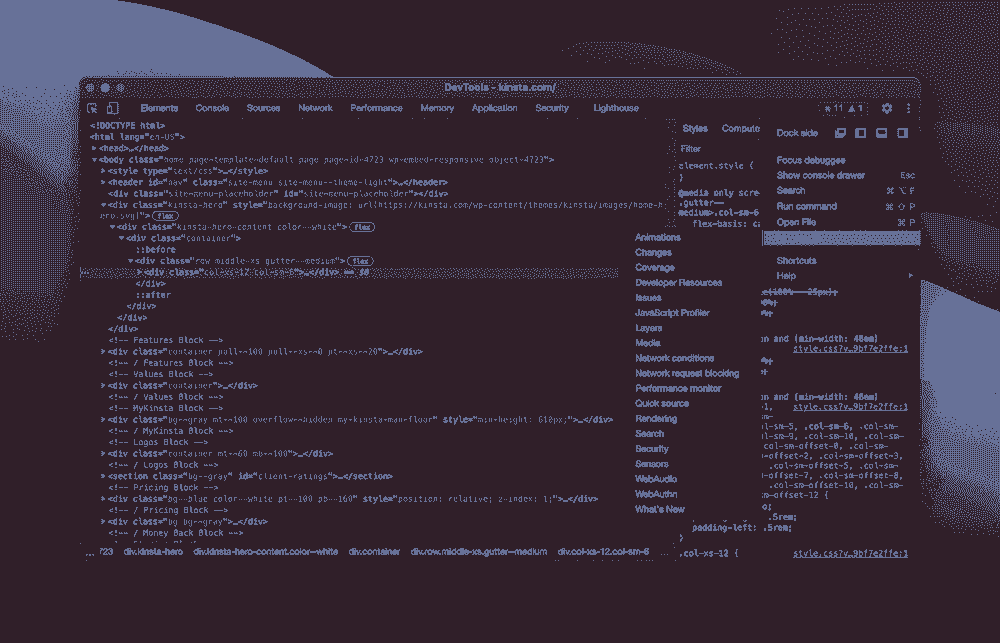 DevTools - kinsta.com/
Elements Console Sources Network Performance Memory Application Security Lighthouse 11 1
<!DOCTYPE html>
<html lang="en-US">
<head>…</head>
<body class="home page-template-default page page-id-4723 wp-embed-responsive object-4723">
<style type="text/css">…</style>
<header id="nav" class="site-menu site-menu--theme-light">…</header>
<div class="site-menu-placeholder" id="site-menu-placeholder"></div>
<div class="kinsta-hero" style="background-image: url(https://kinsta.com/wp-content/themes/kinsta/images/home-h
ero.svg)"> flex
<div class="kinsta-hero-content color--white"> flex
<div class="container">
::before
<div class="row middle-xs gutter--medium"> flex
<div class="col-xs-12 col-sm-6">…</div> == $0
</div>
::after
</div>
</div>
</div>
<!-- Features Block -->
<div class="container pull--100 pull--xs--0 pt--xs--20">…</div>
<!-- / Features Block -->
<!-- Values Block -->
<div class="container">…</div>
<!-- / Values Block -->
<!-- MyKinsta Block -->
<div class="bg--gray mt--100 overflow--hidden my-kinsta-man-floor" style="min-height: 610px;">…</div>
<!-- / MyKinsta Block -->
<!-- Logos Block -->
<div class="container mt--60 mb--100">…</div>
<!-- / Logos Block -->
<section class="bg--gray" id="client-ratings">…</section>
<!-- Pricing Block -->
<div class="bg--blue color--white pt--100 pb--160" style="position: relative; z-index: 1;">…</div>
<!-- / Pricing Block -->
<div class="bg bg--gray">…</div>
<!-- / Money Back Block -->
… 723 div.kinsta-hero div.kinsta-hero-content.color--white div.container div.row.middle-xs.gutter--medium div.col-xs-12.col-sm-6 …
Styles Compute
Filter
element.style {
}
@media only scre
.gutter--
medium>.col-sm-6
flex-basis: ca
Dock side
Focus debuggee
Show console drawer Esc
Search ⌘ ⌥ F
Run command ⌘ ⇧ P
Open File ⌘ P
Shortcuts
Help
Animations
Changes
Coverage
Developer Resources
Issues
JavaScript Profiler
Layers
Media
Network conditions
Network request blocking
Performance monitor
Quick source
Rendering
Search
Security
Sensors
WebAudio
WebAuthn
What's New
(100% - 25px);
n and (min-width: 48em)
style.css?v…9bf7e2ffe:1
n and (min-width: 48em)
1, style.css?v…9bf7e2ffe:1
ol-sm-5, .col-sm-6, .col-sm-
m-9, .col-sm-10, .col-sm-
m-offset-0, .col-sm-
m-offset-2, .col-sm-offset-3,
m-offset-5, .col-sm-
m-offset-7, .col-sm-offset-8,
m-offset-10, .col-sm-
m-offset-12 {
.5rem;
padding-left: .5rem;
}
.col-xs-12 { style.css?v…9bf7e2ffe:1